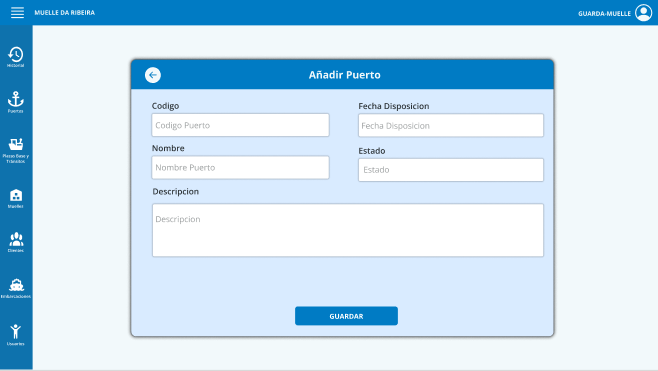 MUELLE DA RIBEIRA
GUARDA-MUELLE
Historial
Puertos
Plazas Base y
Tránsitos
Muelles
Clientes
Embarcaciones
Usuarios
Añadir Puerto
Codigo
Codigo Puerto
Fecha Disposicion
Fecha Disposicion
Nombre
Nombre Puerto
Estado
Estado
Descripcion
Descripcion
GUARDAR